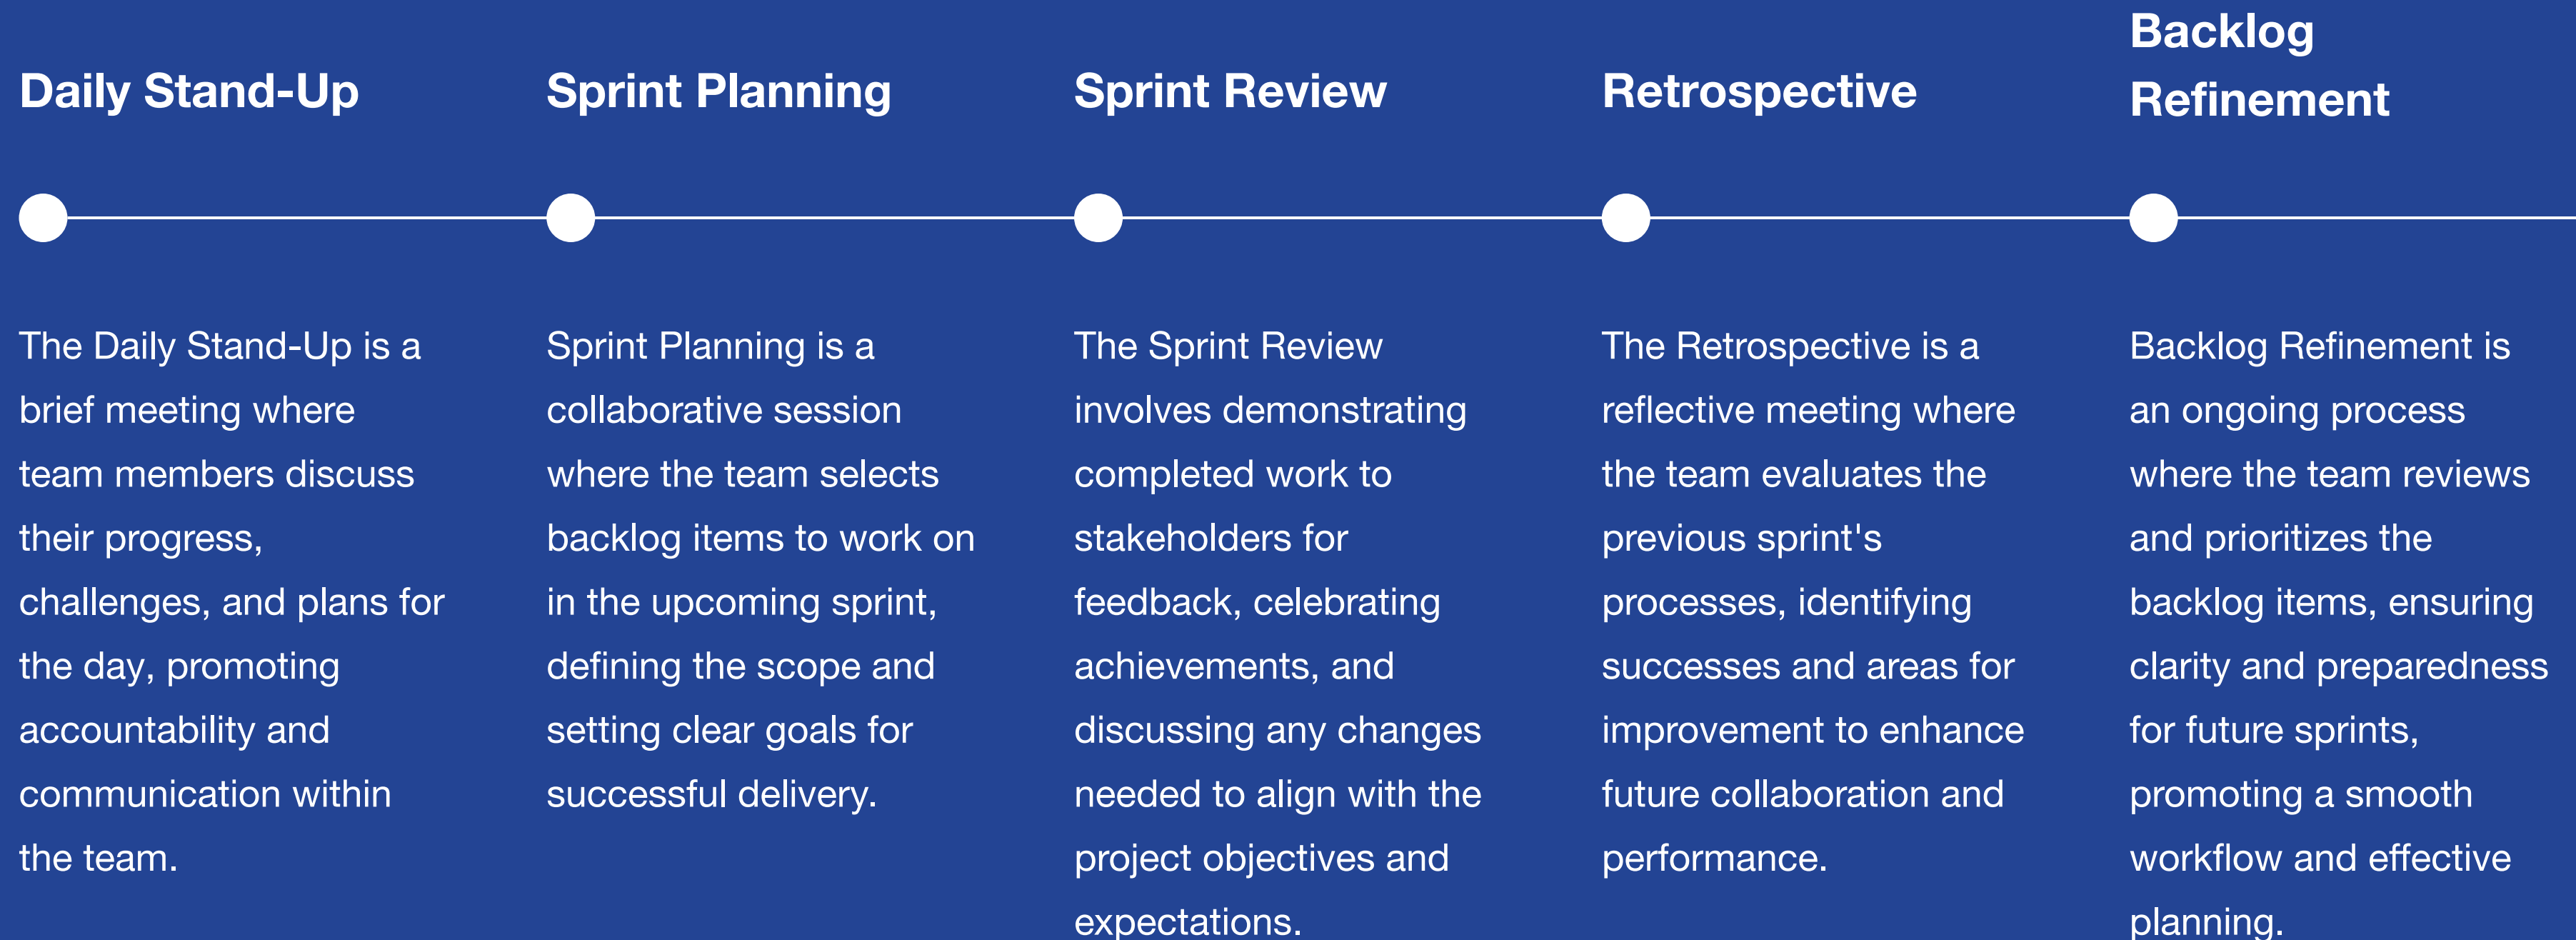 Daily Stand-Up
The Daily Stand-Up is a
brief meeting where
team members discuss
their progress,
challenges, and plans for
the day, promoting
accountability and
communication within
the team.
Sprint Planning
Sprint Planning is a
collaborative session
where the team selects
backlog items to work on
in the upcoming sprint,
defining the scope and
setting clear goals for
successful delivery.
Sprint Review
The Sprint Review
involves demonstrating
completed work to
stakeholders for
feedback, celebrating
achievements, and
discussing any changes
needed to align with the
project objectives and
expectations.
Retrospective
The Retrospective is a
reflective meeting where
the team evaluates the
previous sprint's
processes, identifying
successes and areas for
improvement to enhance
future collaboration and
performance.
Backlog
Refinement
Backlog Refinement is
an ongoing process
where the team reviews
and prioritizes the
backlog items, ensuring
clarity and preparedness
for future sprints,
promoting a smooth
workflow and effective
planning.